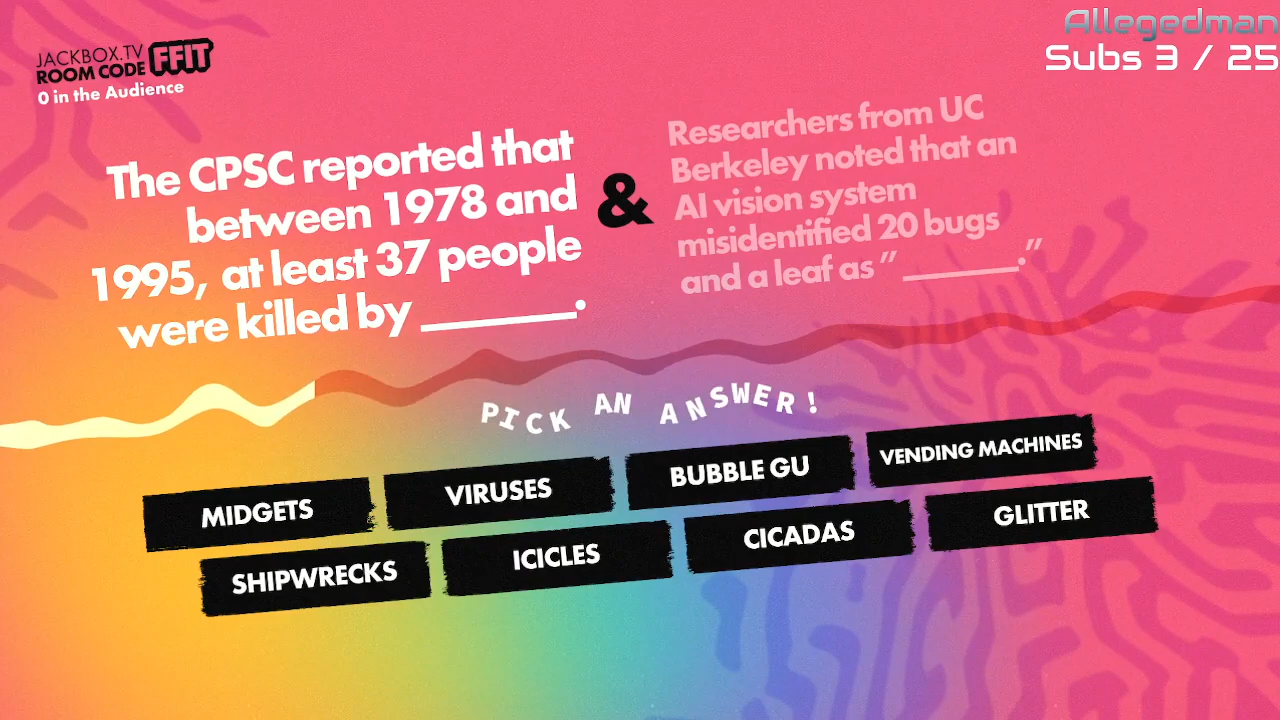 JACKBOX.TV
ROOM CODE FFIT
0 in the Audience
Allegedman
Subs 3 / 25
The CPSC reported that
between 1978 and
1995, at least 37 people
were killed by ______.
&
Researchers from UC
Berkeley noted that an
AI vision system
misidentified 20 bugs
and a leaf as "______."
PICK AN ANSWER!
MIDGETS
VIRUSES
BUBBLE GU
VENDING MACHINES
SHIPWRECKS
ICICLES
CICADAS
GLITTER